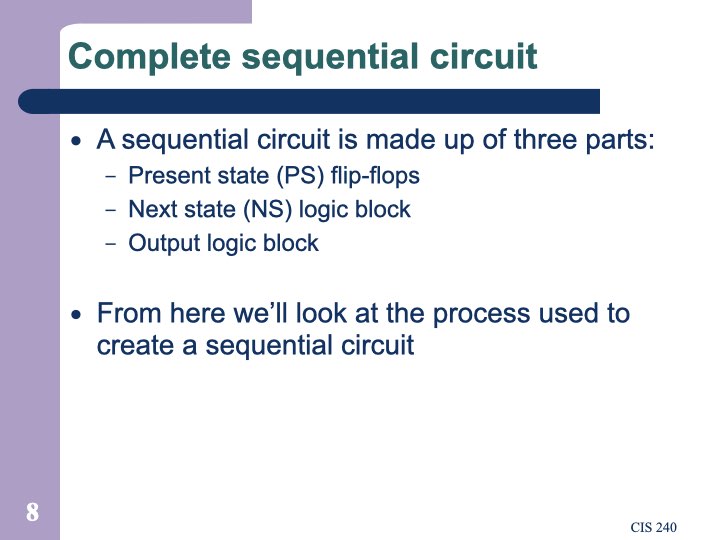 Complete sequential circuit
• A sequential circuit is made up of three parts:
– Present state (PS) flip-flops
– Next state (NS) logic block
– Output logic block
• From here we’ll look at the process used to
create a sequential circuit
8
CIS 240